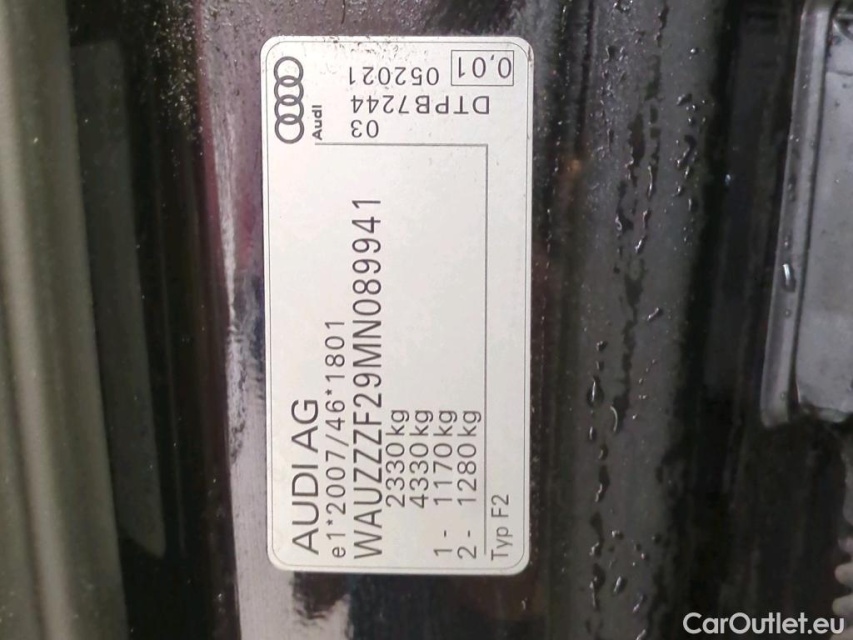 AUDI AG
e1*2007/46*1801
WAUZZZF29MN089941
2330 kg
4330 kg
1 - 1170 kg
2 - 1280 kg
Typ F2
Audi
03
DTPB7244
052021
0,01
CarOutlet.eu